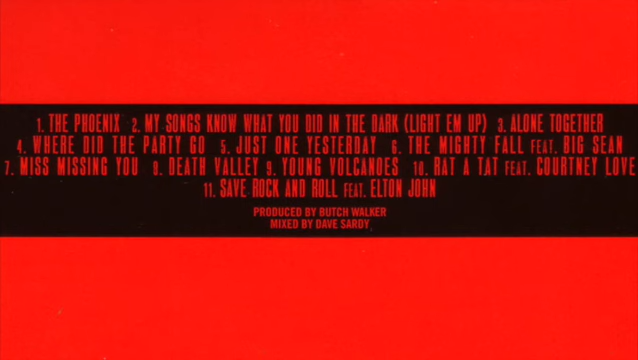 1. THE PHOENIX 2. MY SONGS KNOW WHAT YOU DID IN THE DARK (LIGHT EM UP) 3. ALONE TOGETHER
4. WHERE DID THE PARTY GO 5. JUST ONE YESTERDAY 6. THE MIGHTY FALL FEAT. BIG SEAN
7. MISS MISSING YOU 8. DEATH VALLEY 9. YOUNG VOLCANOES 10. RAT A TAT FEAT. COURTNEY LOVE
11. SAVE ROCK AND ROLL FEAT. ELTON JOHN
PRODUCED BY BUTCH WALKER
MIXED BY DAVE SARDY